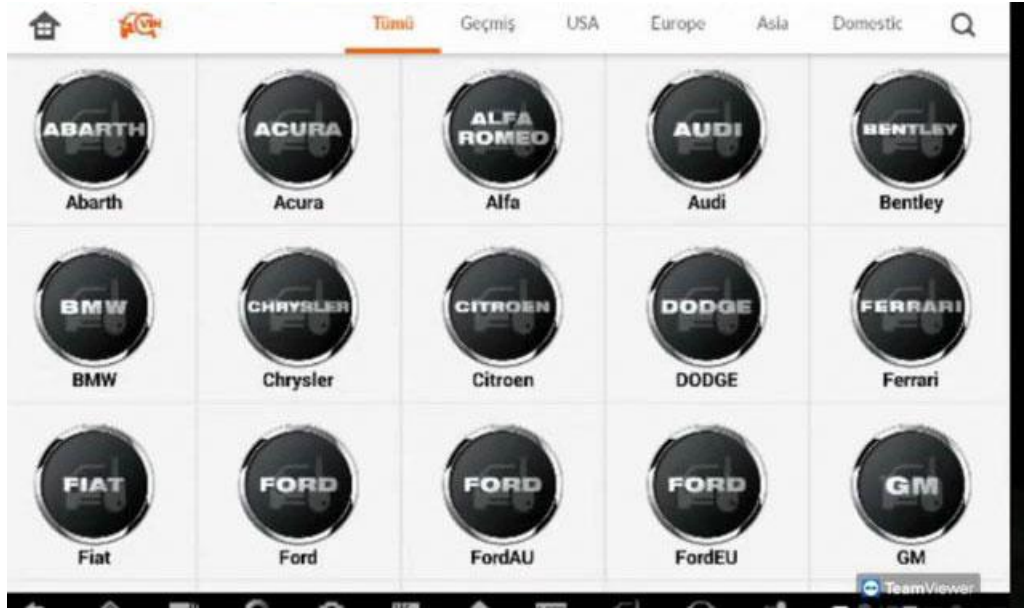 VIN
Tümü
Geçmiş
USA
Europe
Asia
Domestic
ABARTH
ACURA
ALFA
ROMEO
AUDI
BENTLEY
Abarth
Acura
Alfa
Audi
Bentley
BMW
CHRYSLER
CITROEN
DODGE
FERRARI
BMW
Chrysler
Citroen
DODGE
Ferrari
FIAT
FORD
FORD
FORD
GM
Fiat
Ford
FordAU
FordEU
GM
TeamViewer